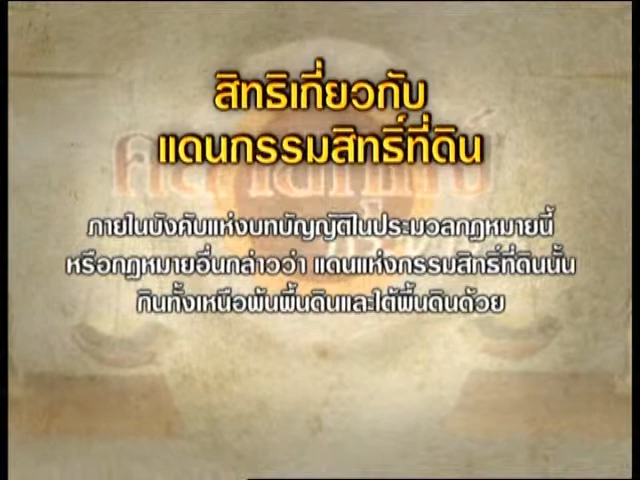 สิทธิเกี่ยวกับ
แดนกรรมสิทธิ์ที่ดิน
ภายในบังคับแห่งบทบัญญัติในประมวลกฎหมายนี้
หรือกฎหมายอื่นกล่าวว่า แดนแห่งกรรมสิทธิ์ที่ดินนั้น
กินทั้งเหนือพ้นพื้นดินและใต้พื้นดินด้วย